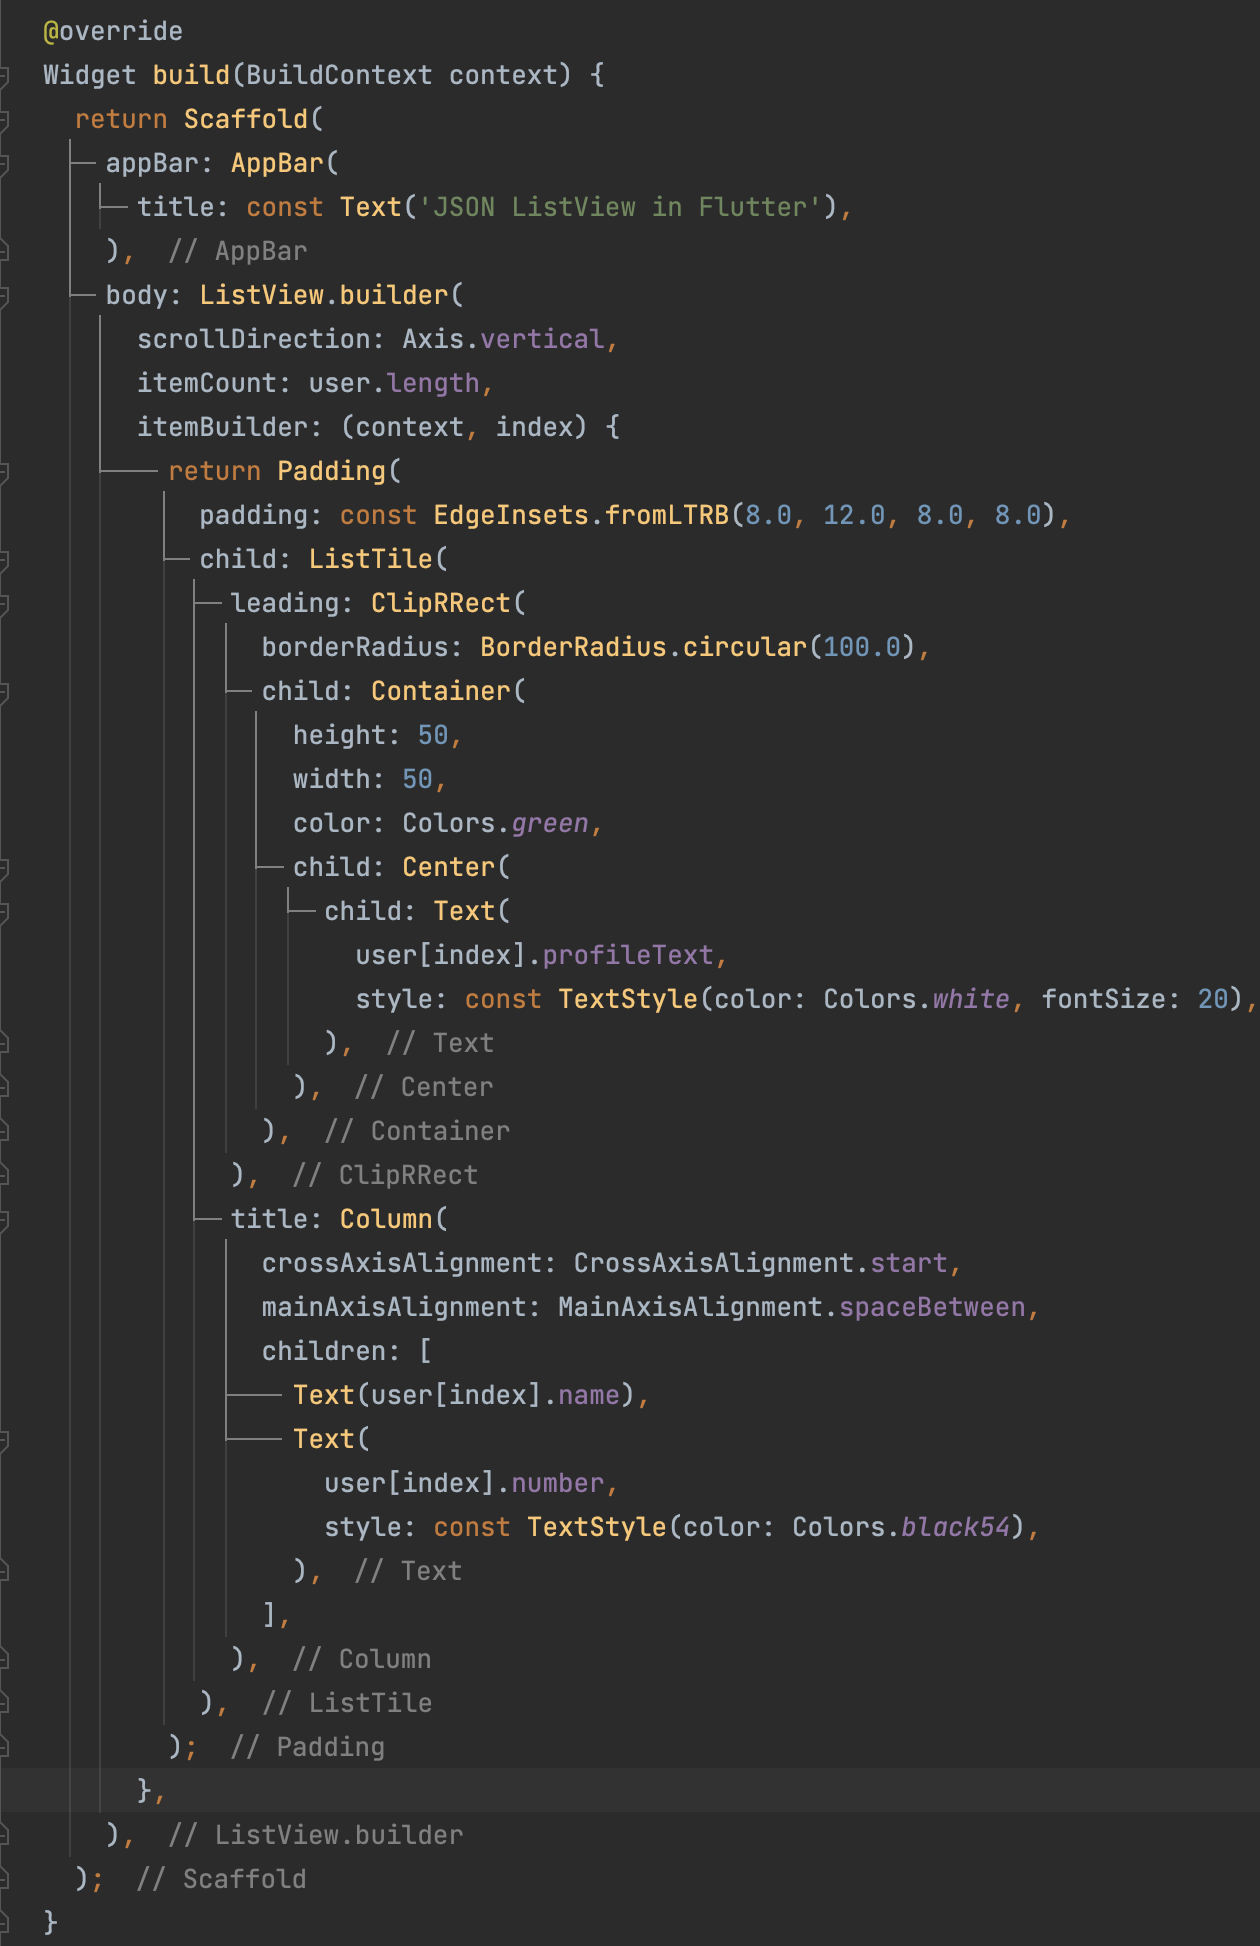 @override
Widget build(BuildContext context) {
  return Scaffold(
    appBar: AppBar(
      title: const Text('JSON ListView in Flutter'),
    ),  // AppBar
    body: ListView.builder(
      scrollDirection: Axis.vertical,
      itemCount: user.length,
      itemBuilder: (context, index) {
        return Padding(
          padding: const EdgeInsets.fromLTRB(8.0, 12.0, 8.0, 8.0),
          child: ListTile(
            leading: ClipRRect(
              borderRadius: BorderRadius.circular(100.0),
              child: Container(
                height: 50,
                width: 50,
                color: Colors.green,
                child: Center(
                  child: Text(
                    user[index].profileText,
                    style: const TextStyle(color: Colors.white, fontSize: 20),
                  ),  // Text
                ),  // Center
              ),  // Container
            ),  // ClipRRect
            title: Column(
              crossAxisAlignment: CrossAxisAlignment.start,
              mainAxisAlignment: MainAxisAlignment.spaceBetween,
              children: [
                Text(user[index].name),
                Text(
                  user[index].number,
                  style: const TextStyle(color: Colors.black54),
                ),  // Text
              ],
            ),  // Column
          ),  // ListTile
        );  // Padding
      },
    ),  // ListView.builder
  );  // Scaffold
}